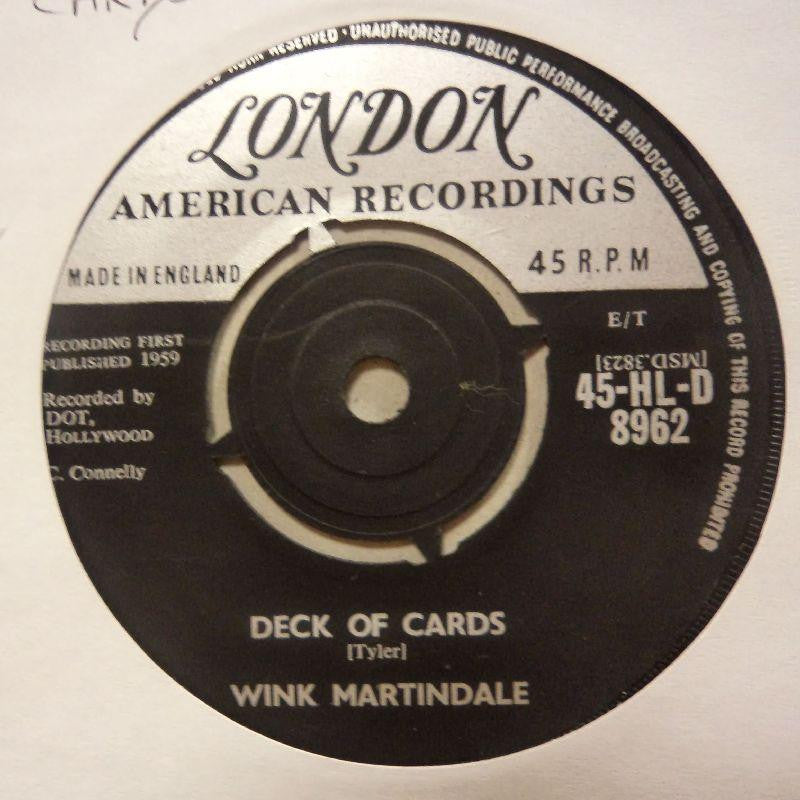 RESERVED · UNAUTHORISED PUBLIC PERFORMANCE BROADCASTING AND COPYING OF THIS RECORD PROHIBITED
LONDON
AMERICAN RECORDINGS
MADE IN ENGLAND
45 R.P.M
E/T
RECORDING FIRST
PUBLISHED 1959
[MSD.3823]
45-HL-D
8962
Recorded by
DOT,
HOLLYWOOD
C. Connelly
DECK OF CARDS
[Tyler]
WINK MARTINDALE